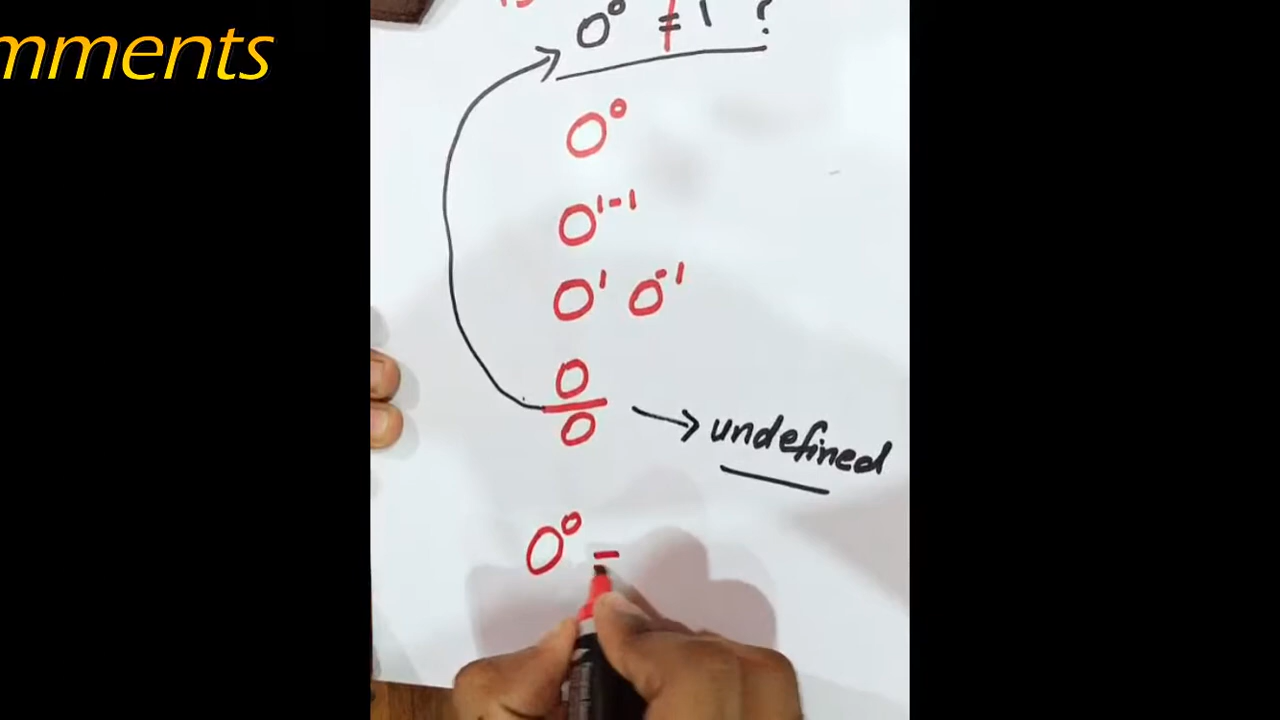 mments
0⁰ ≠ 1 ?
0⁰
0¹⁻¹
0¹ 0⁻¹
0
0
→ undefined
0⁰ =